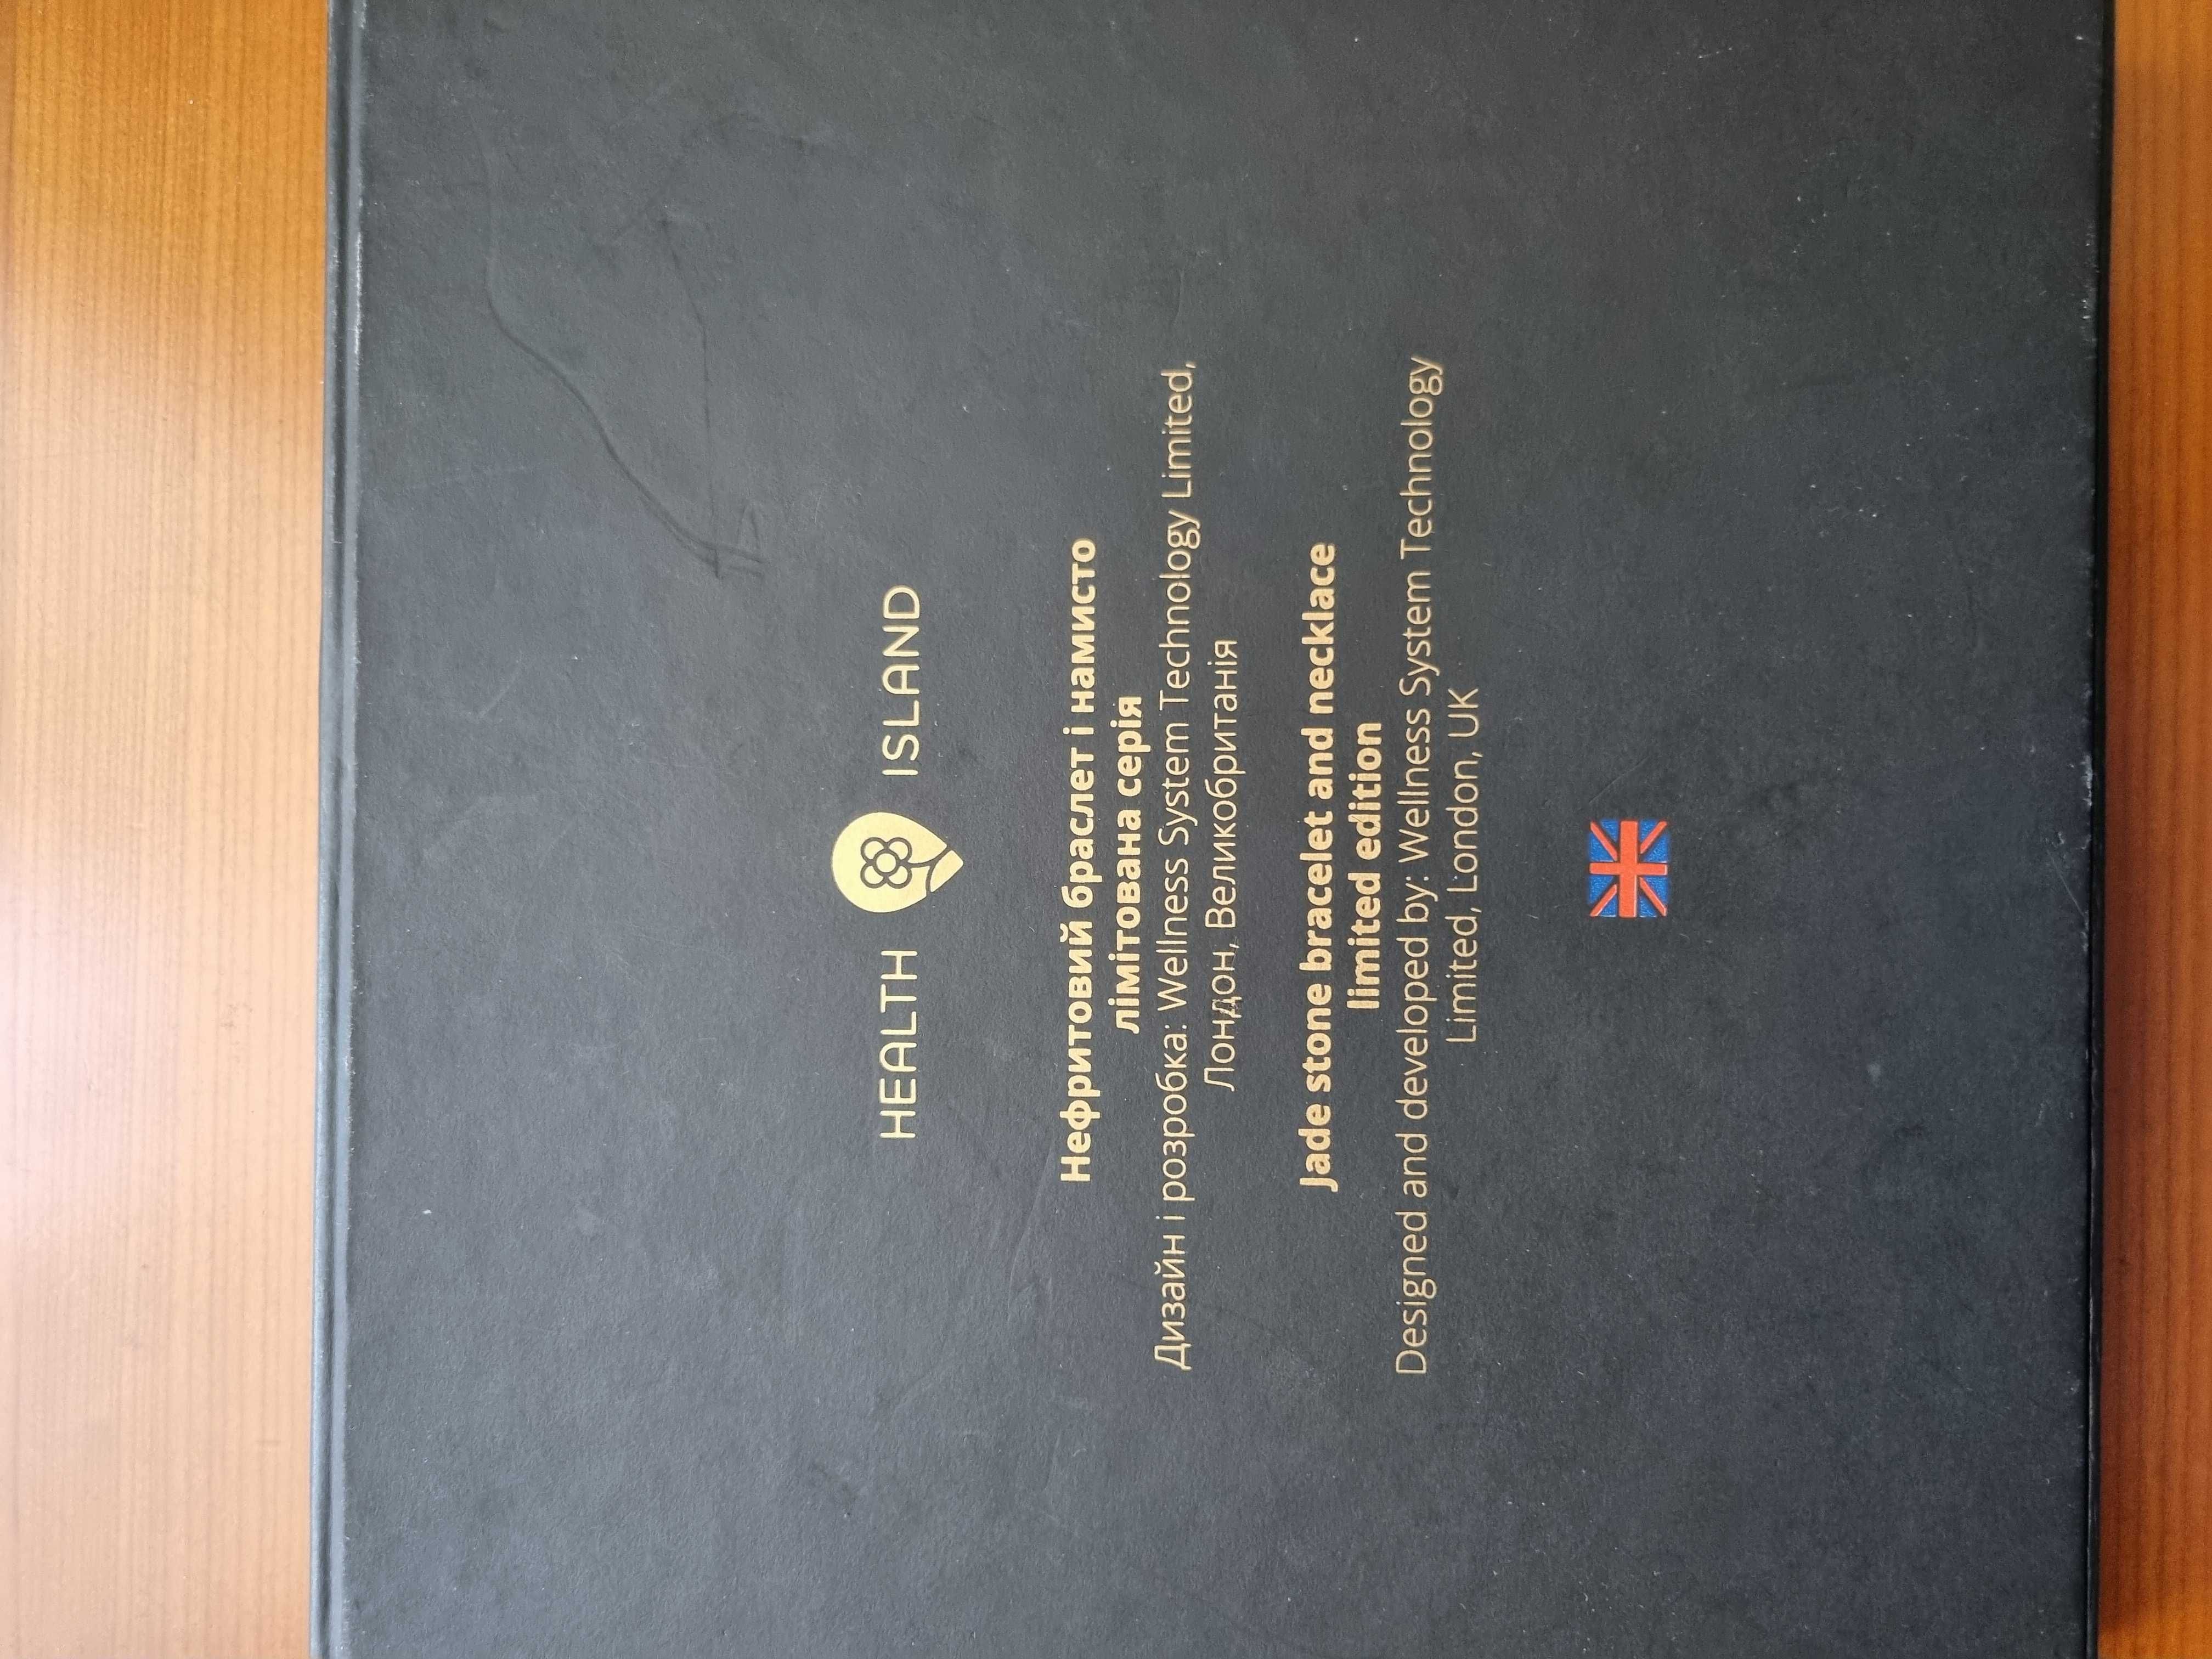 HEALTH ISLAND
Нефритовий браслет і намисто
лімітована серія
Дизайн і розробка: Wellness System Technology Limited,
Лондон, Великобританія
Jade stone bracelet and necklace
limited edition
Designed and developed by: Wellness System Technology
Limited, London, UK